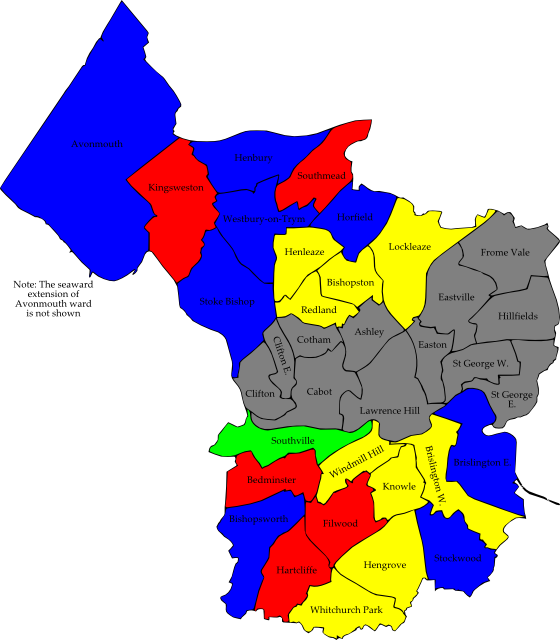 Avonmouth
Henbury
Southmead
Kingsweston
Westbury-on-Trym
Horfield
Lockleaze
Frome Vale
Henleaze
Bishopston
Eastville
Note: The seaward
extension of
Avonmouth ward
is not shown
Stoke Bishop
Redland
Hillfields
Ashley
Cotham
Easton
Clifton E.
St George W.
Clifton
Cabot
St George
E.
Lawrence Hill
Southville
Windmill Hill
Brislington W.
Brislington E.
Bedminster
Knowle
Bishopsworth
Filwood
Stockwood
Hengrove
Hartcliffe
Whitchurch Park